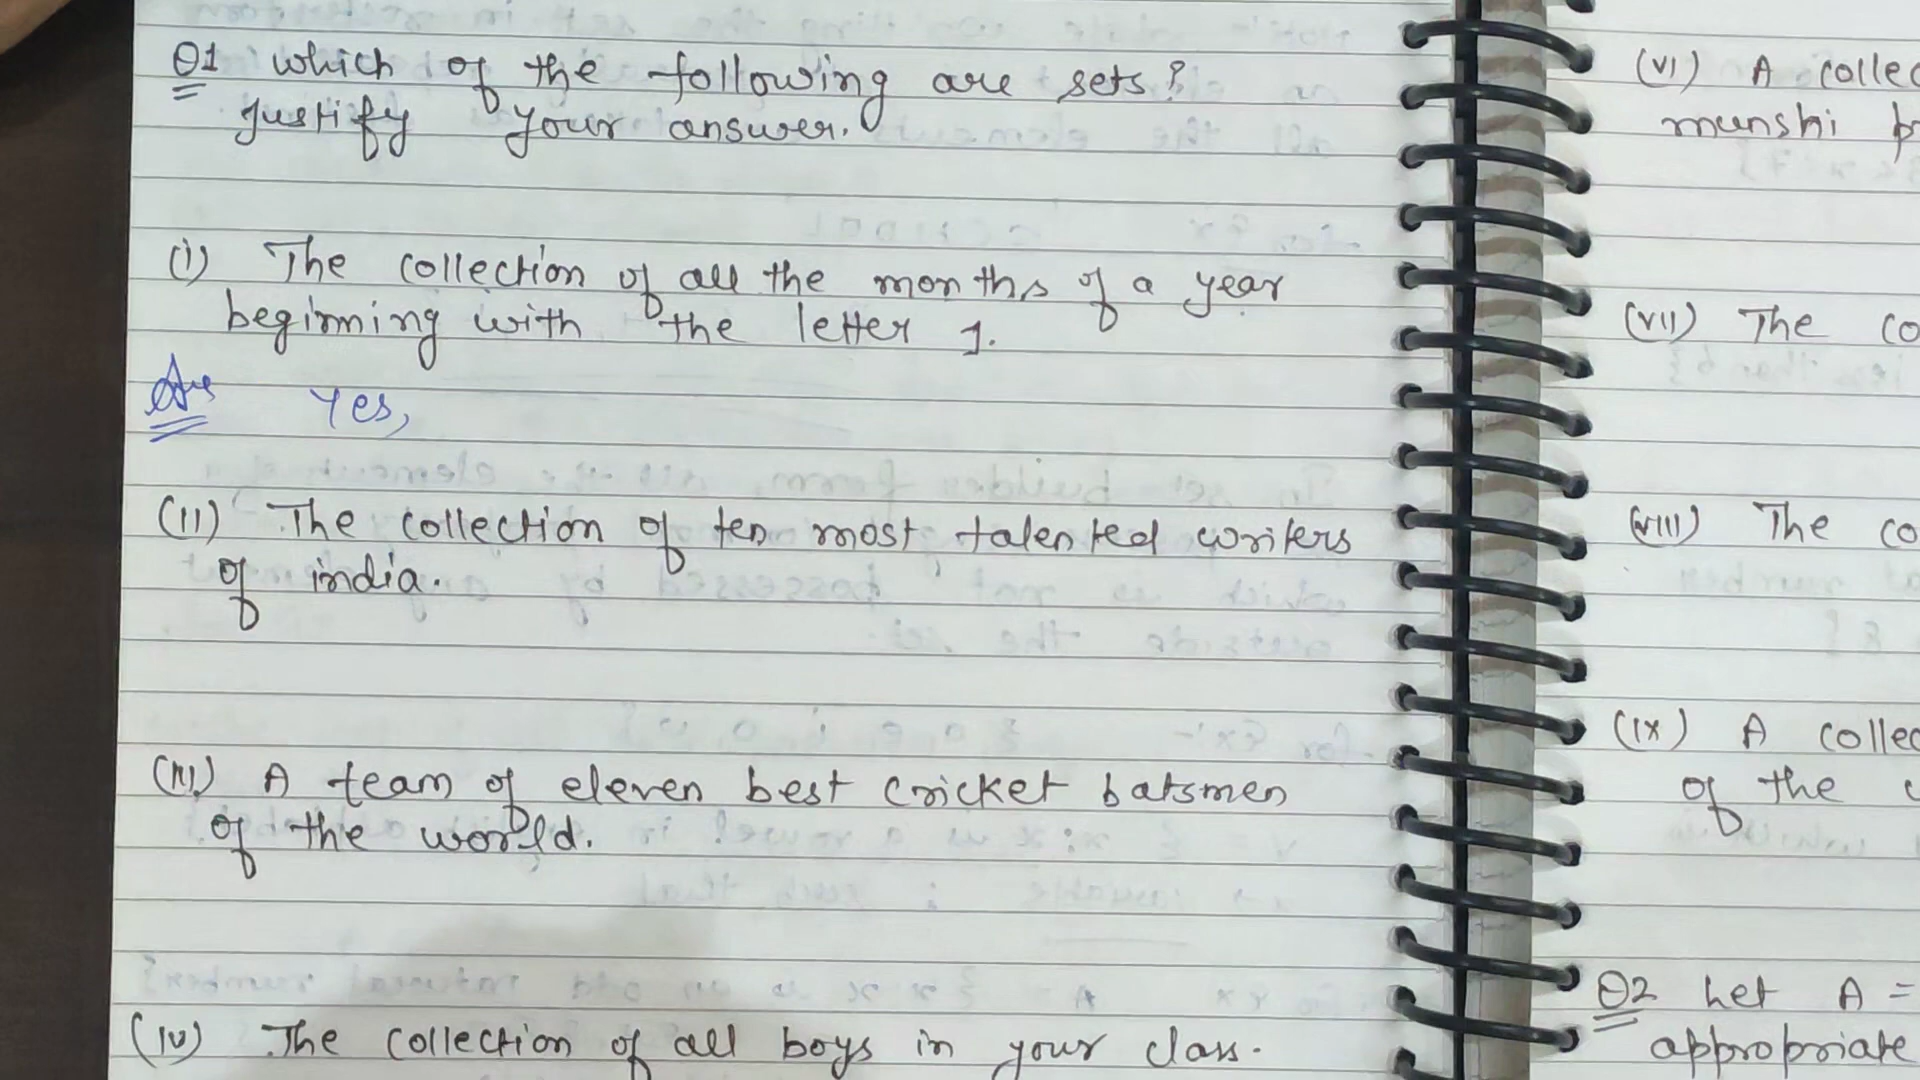 Q1 which of the following are sets?
Justify your answer.
(i) The collection of all the months of a year
beginning with the letter J.
Ans Yes,
(ii) The collection of ten most talented writers
of india.
(iii) A team of eleven best cricket batsmen
of the world.
(iv) The collection of all boys in your class.
(vi) A collec
munshi p
(vii) The co
(viii) The co
(ix) A collec
of the
Q2 Let A =
appropriate